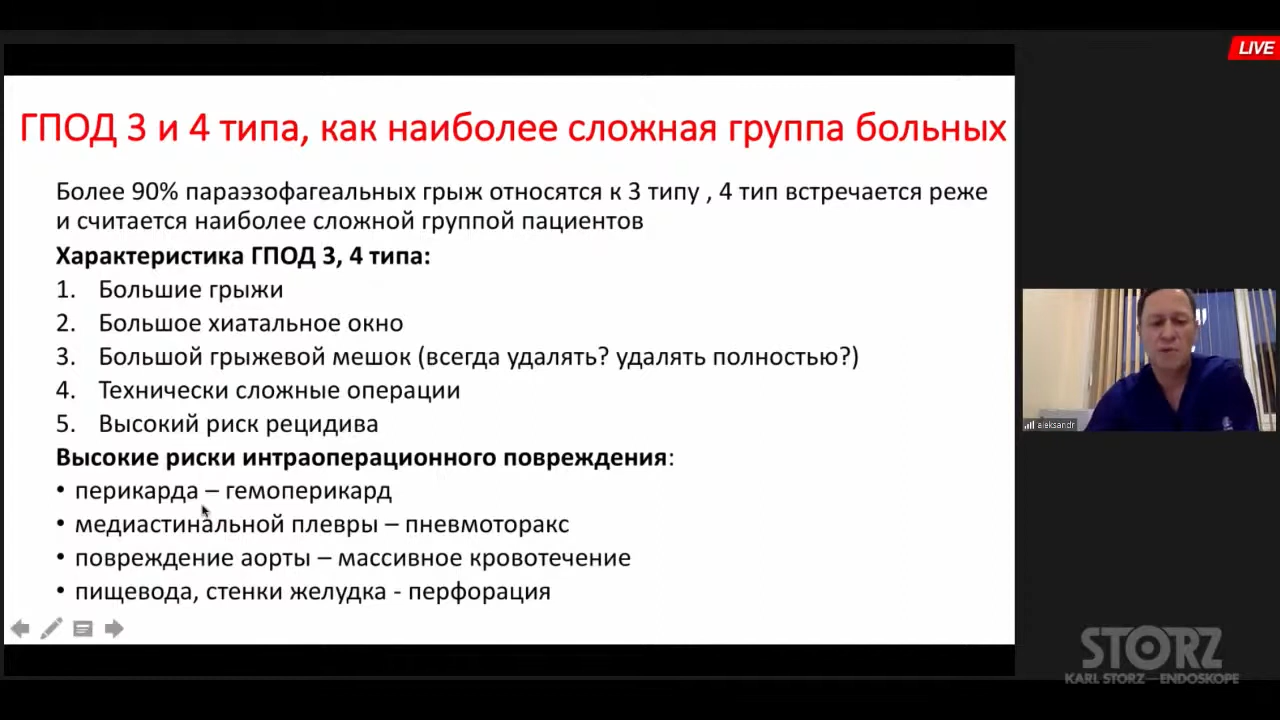 LIVE
ГПОД 3 и 4 типа, как наиболее сложная группа больных
Более 90% параэзофагеальных грыж относятся к 3 типу , 4 тип встречается реже
и считается наиболее сложной группой пациентов
Характеристика ГПОД 3, 4 типа:
1. Большие грыжи
2. Большое хиатальное окно
3. Большой грыжевой мешок (всегда удалять? удалять полностью?)
4. Технически сложные операции
5. Высокий риск рецидива
Высокие риски интраоперационного повреждения:
• перикарда – гемоперикард
• медиастинальной плевры – пневмоторакс
• повреждение аорты – массивное кровотечение
• пищевода, стенки желудка - перфорация
aleksandr
STORZ
KARL STORZ—ENDOSKOPE